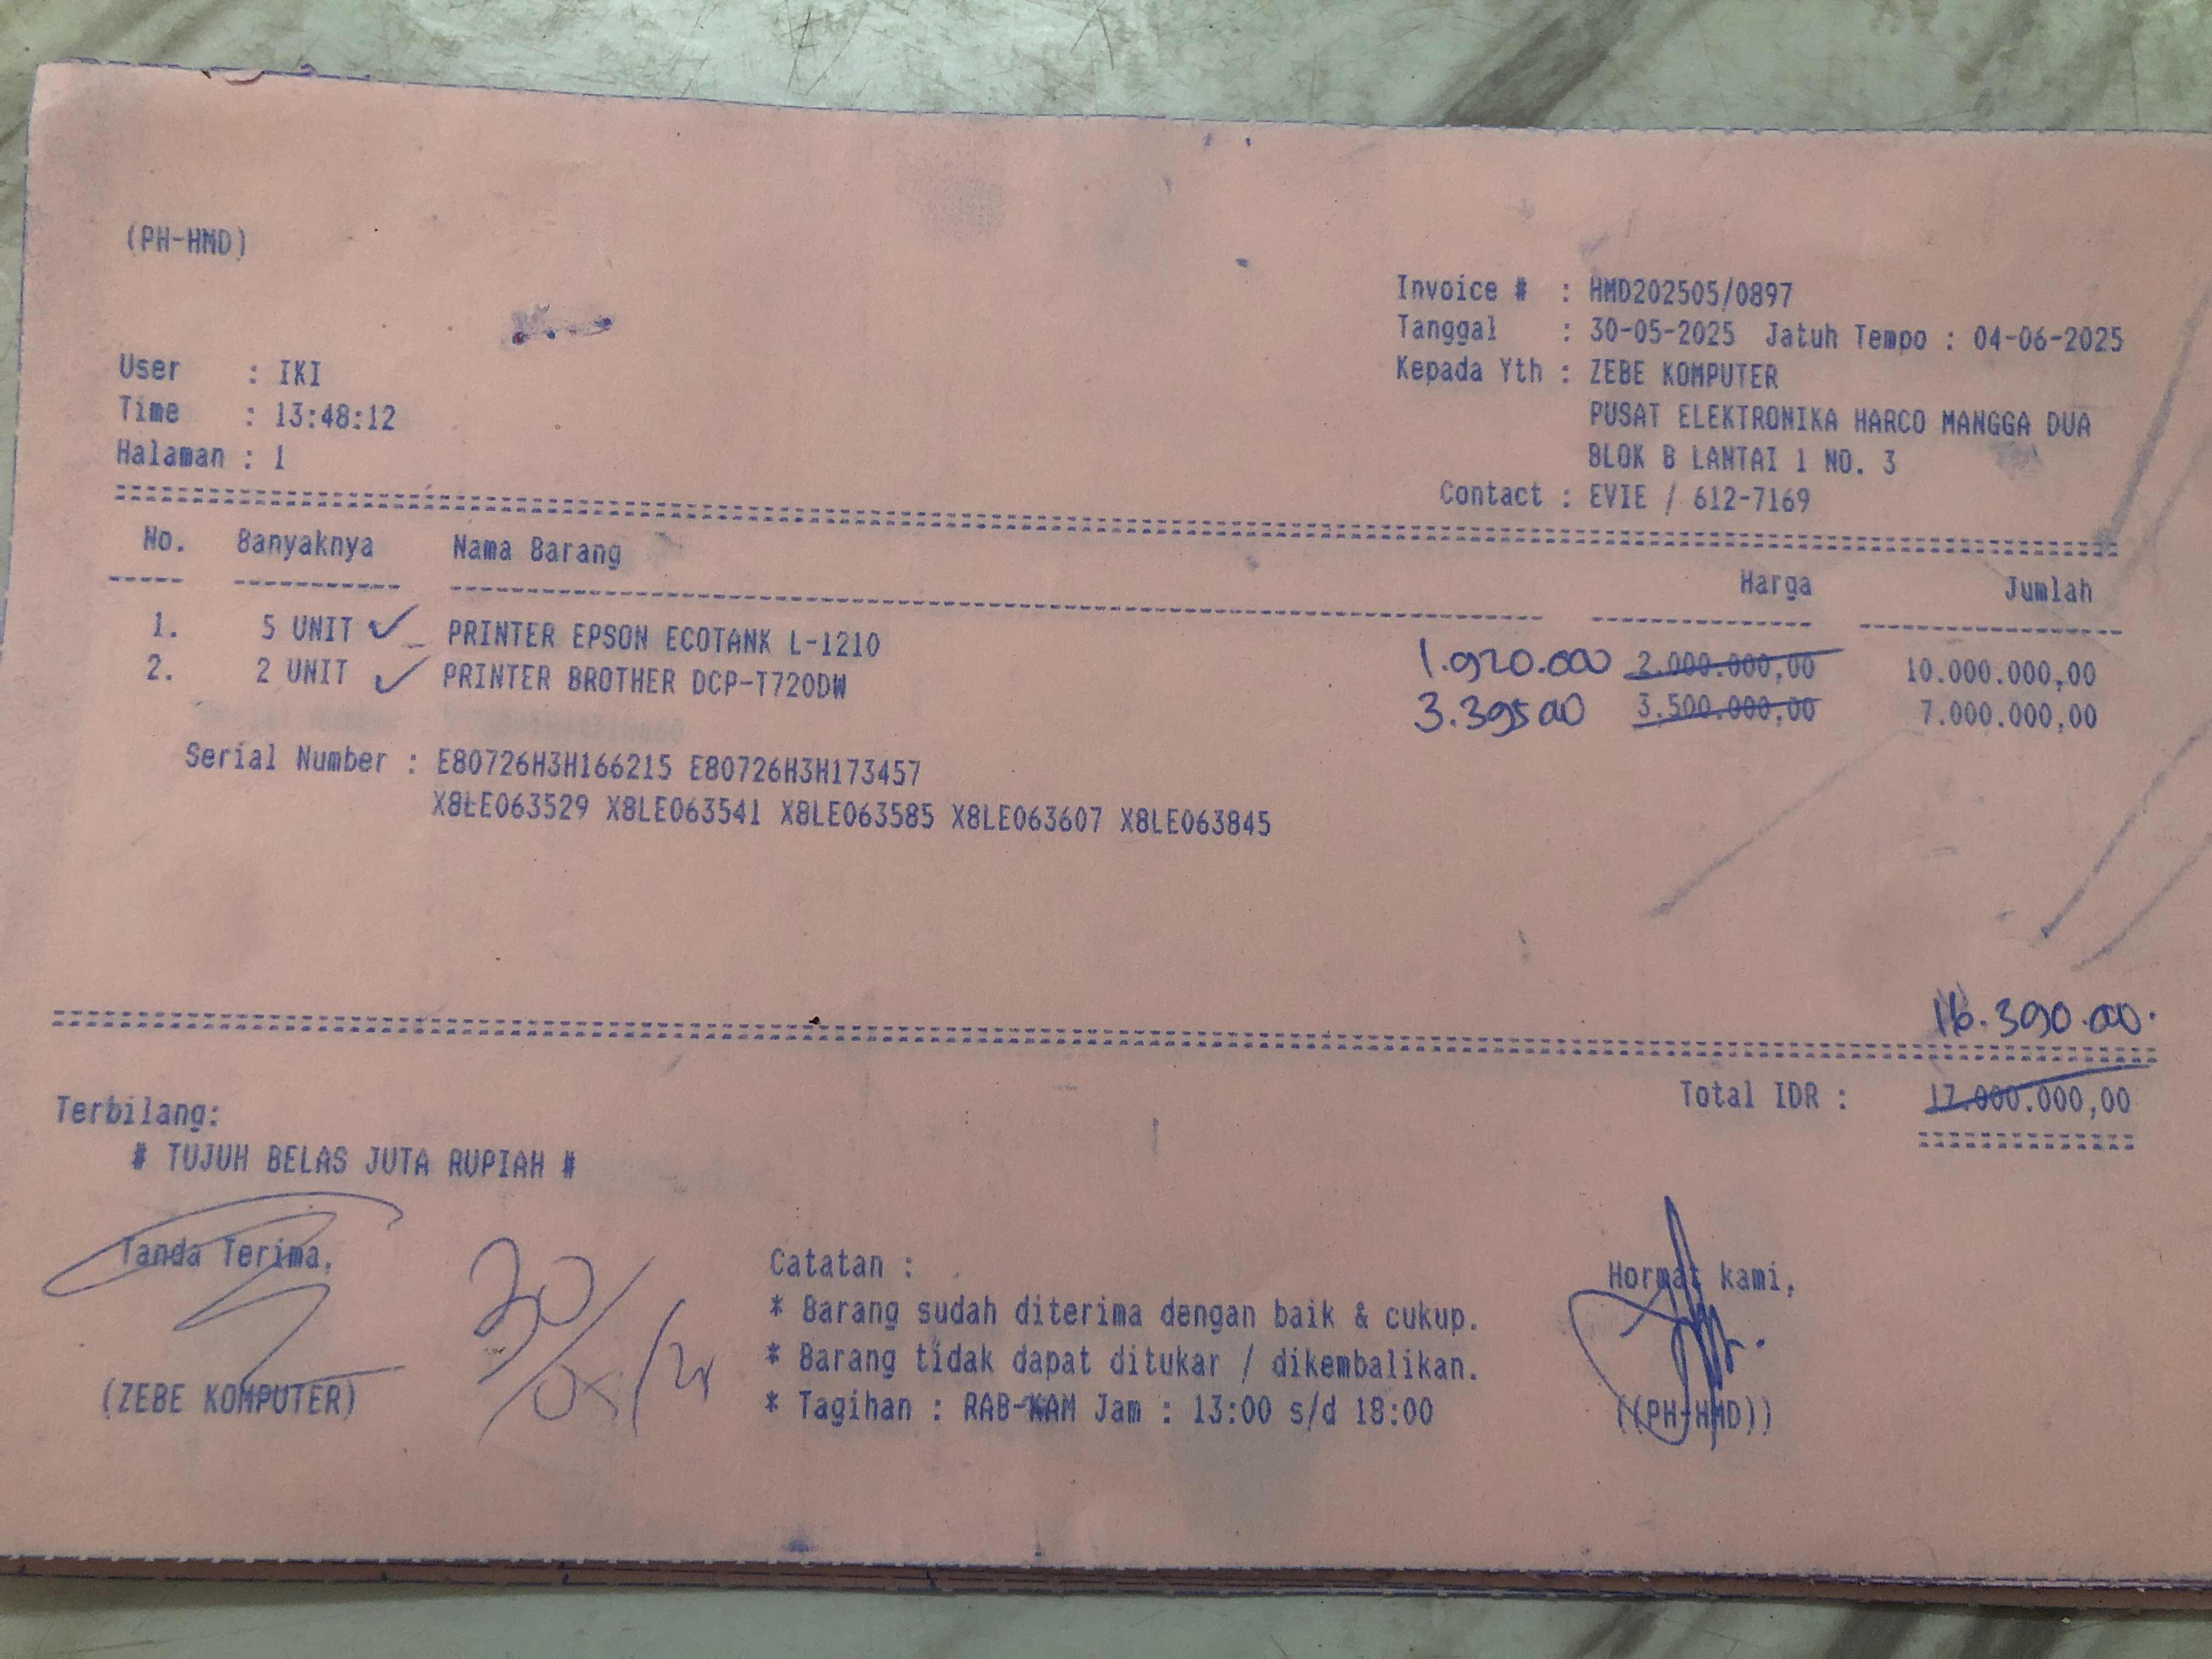 (PH-HMD)
Invoice # : HMD202505/0897
Tanggal : 30-05-2025 Jatuh Tempo : 04-06-2025
Kepada Yth : ZEBE KOMPUTER
PUSAT ELEKTRONIKA HARCO MANGGA DUA
BLOK B LANTAI 1 NO. 3
Contact : EVIE / 612-7169
User : IKI
Time : 13:48:12
Halaman : 1
No. Banyaknya Nama Barang Harga Jumlah
1. 5 UNIT ✓ PRINTER EPSON ECOTANK L-1210 1.920.000 2.000.000,00 10.000.000,00
2. 2 UNIT ✓ PRINTER BROTHER DCP-T720DW 3.395.00 3.500.000,00 7.000.000,00
Serial Number : E80726H3H166215 E80726H3H173457
X8LE063529 X8LE063541 X8LE063585 X8LE063607 X8LE063845
16.390.00.
Total IDR : 17.000.000,00
Terbilang:
# TUJUH BELAS JUTA RUPIAH #
Tanda Terima,
30/05/25
(ZEBE KOMPUTER)
Catatan :
* Barang sudah diterima dengan baik & cukup.
* Barang tidak dapat ditukar / dikembalikan.
* Tagihan : RAB-KAM Jam : 13:00 s/d 18:00
Hormat kami,
((PH-HMD))